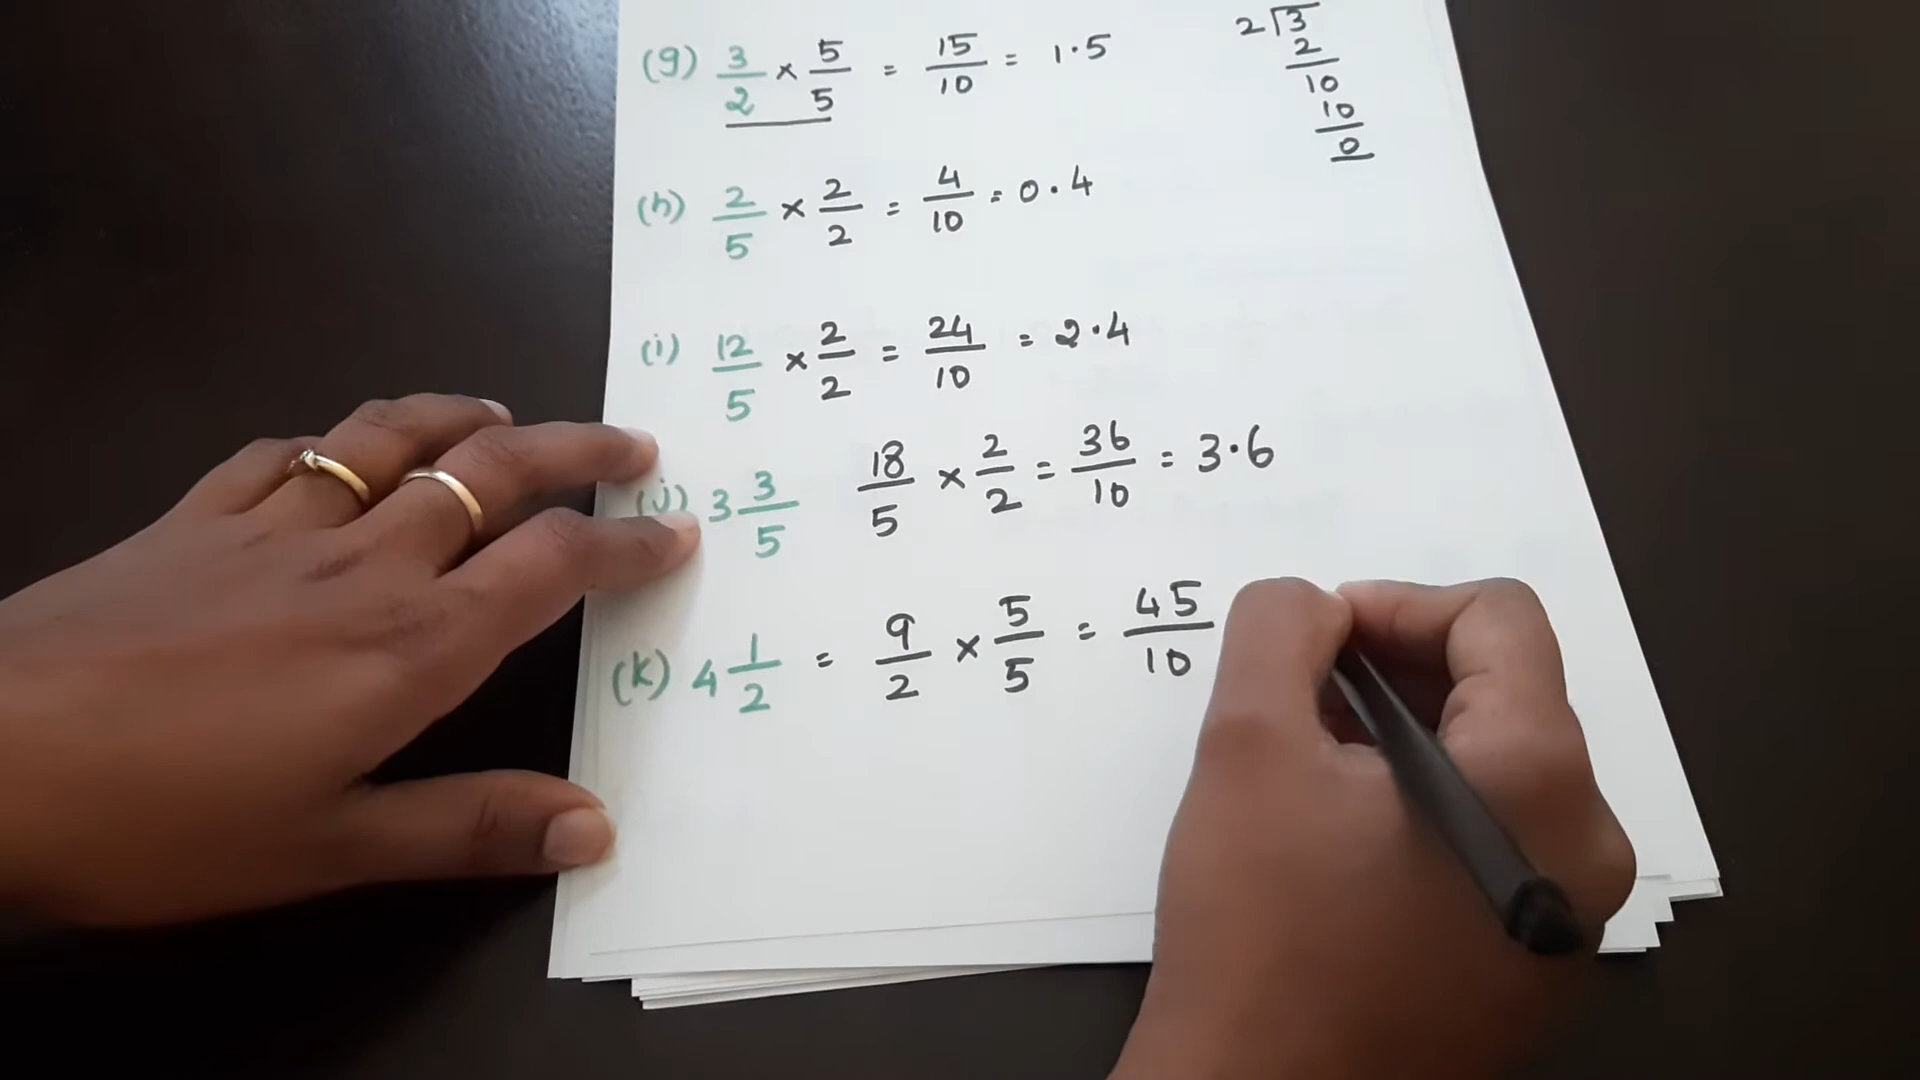 (g) 3/2 × 5/5 = 15/10 = 1.5
2)3
2
10
10
0
(h) 2/5 × 2/2 = 4/10 = 0.4
(i) 12/5 × 2/2 = 24/10 = 2.4
(j) 3 3/5 18/5 × 2/2 = 36/10 = 3.6
(k) 4 1/2 = 9/2 × 5/5 = 45/10